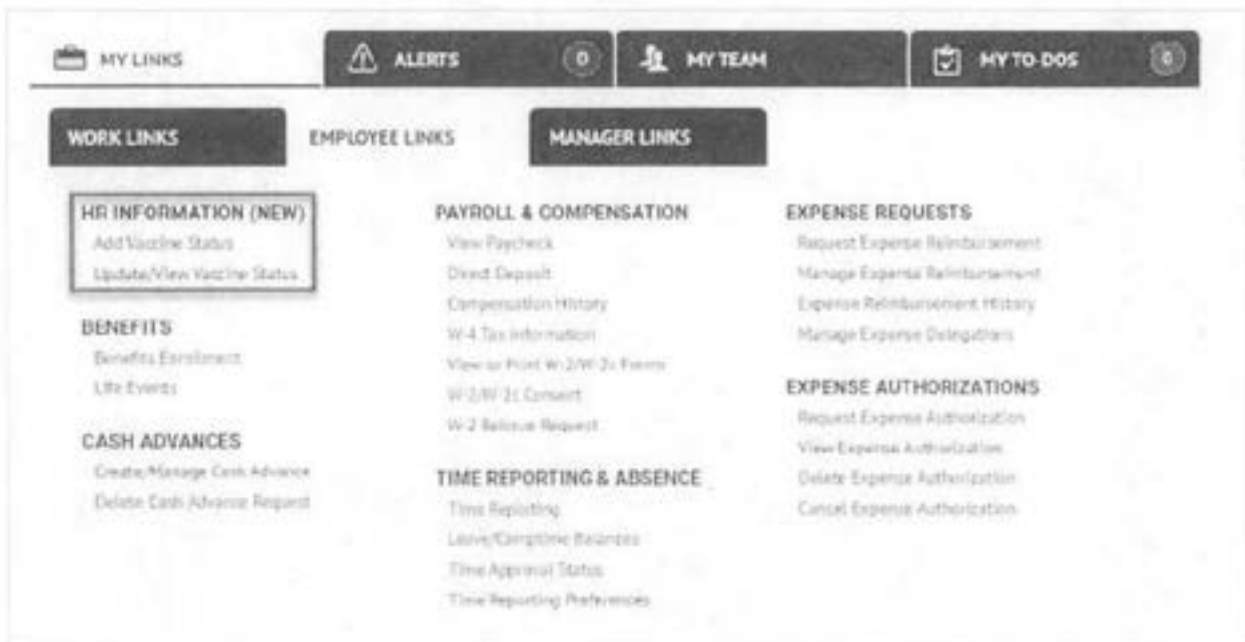 MY LINKS
ALERTS 0
MY TEAM
MY TO-DOS 0
WORK LINKS
EMPLOYEE LINKS
MANAGER LINKS
HR INFORMATION (NEW)
Add Vaccine Status
Update/View Vaccine Status
BENEFITS
Benefits Enrollment
Life Events
CASH ADVANCES
Create/Manage Cash Advance
Delete Cash Advance Request
PAYROLL & COMPENSATION
View Paycheck
Direct Deposit
Compensation History
W-4 Tax Information
View or Print W-2/W-2c Forms
W-2/W-2c Consent
W-2 Reissue Request
TIME REPORTING & ABSENCE
Time Reporting
Leave/Comptime Balances
Time Approval Status
Time Reporting Preferences
EXPENSE REQUESTS
Request Expense Reimbursement
Manage Expense Reimbursement
Expense Reimbursement History
Manage Expense Delegations
EXPENSE AUTHORIZATIONS
Request Expense Authorization
View Expense Authorization
Delete Expense Authorization
Cancel Expense Authorization